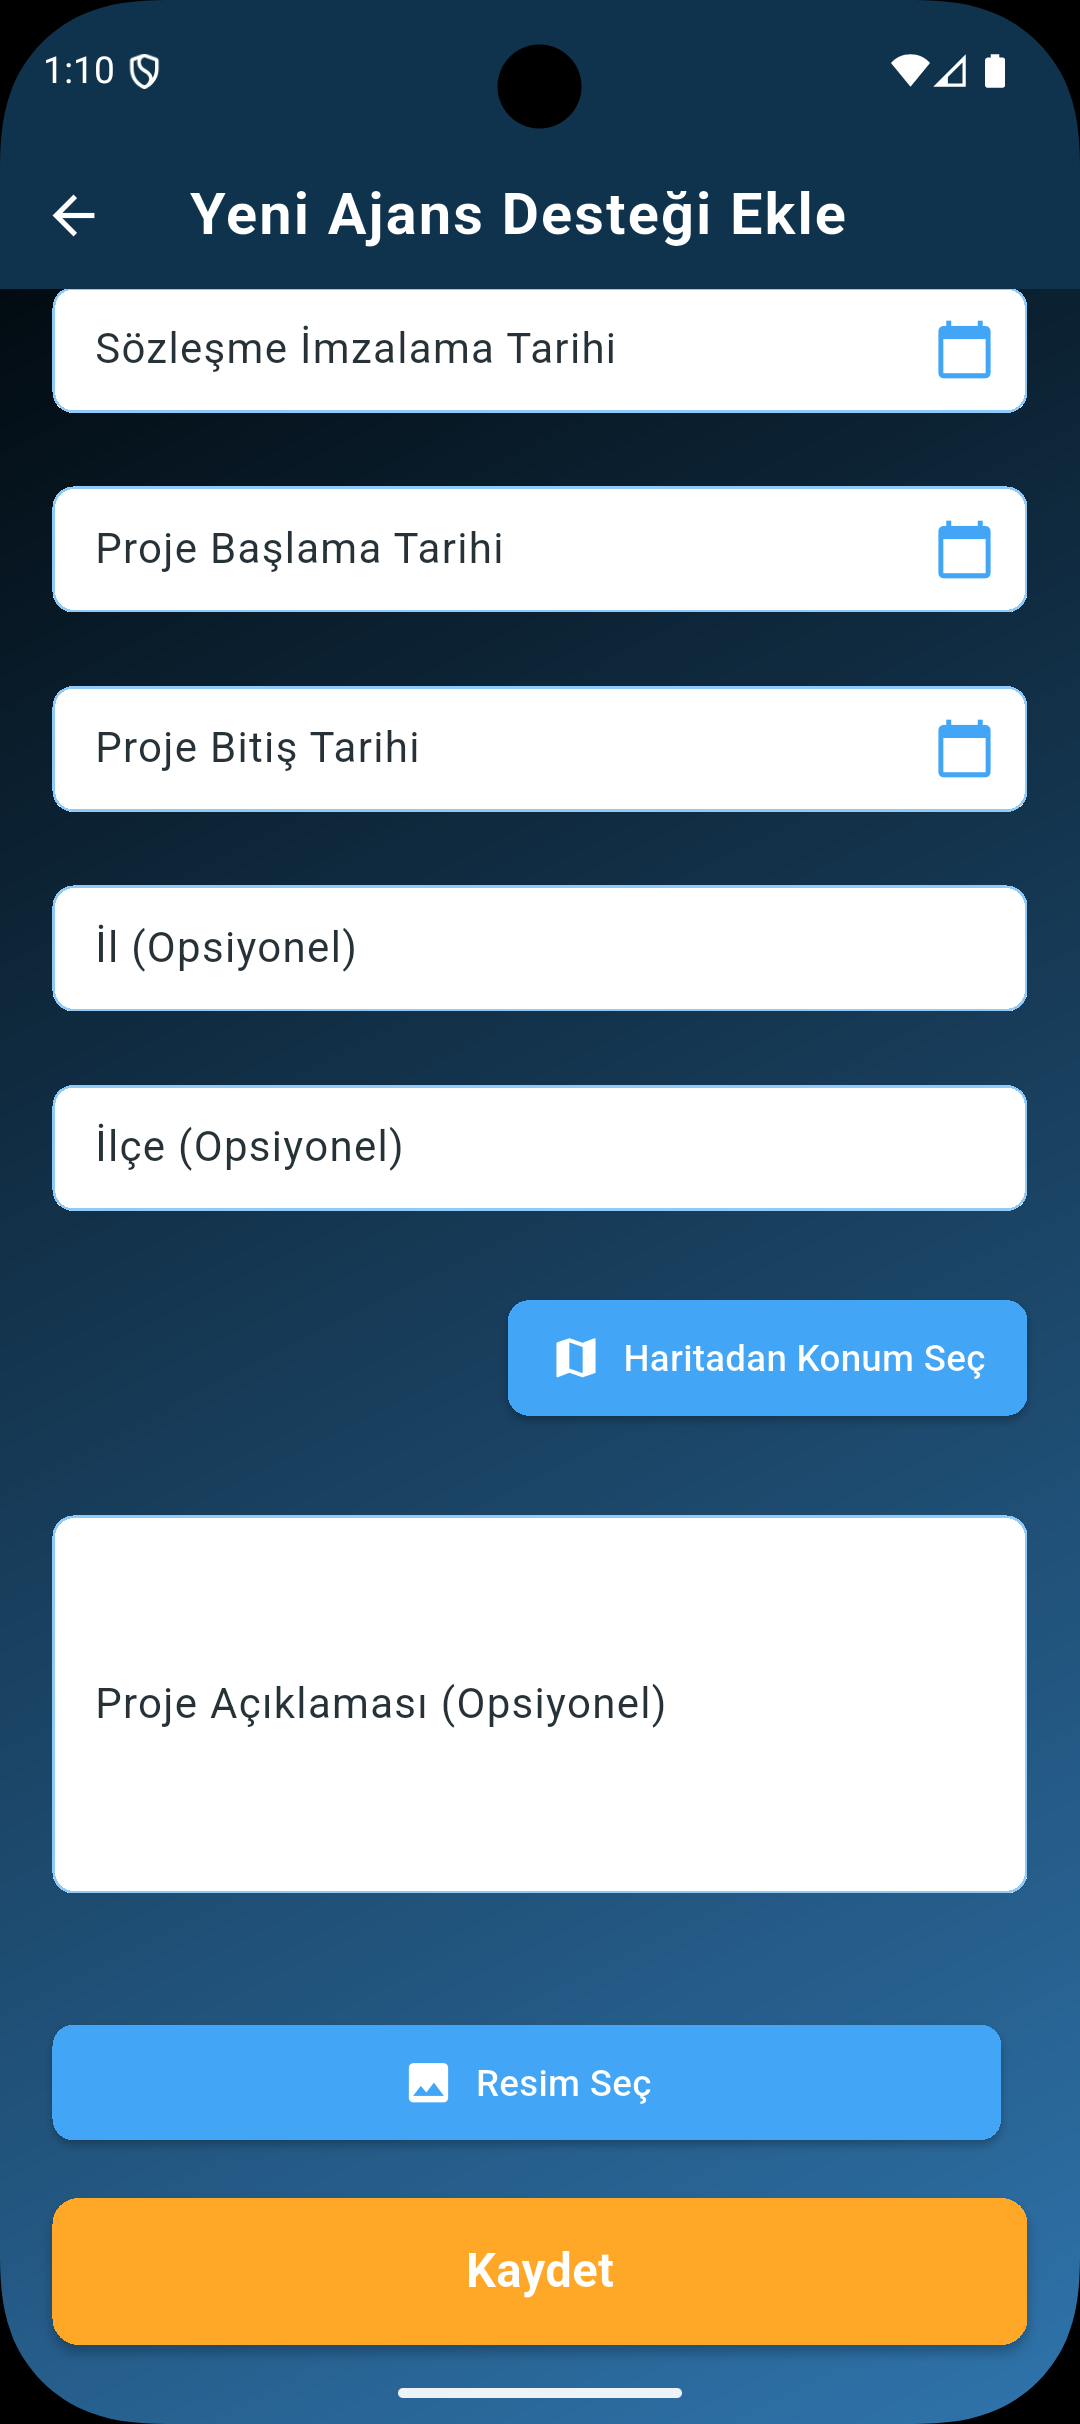 1:10
Yeni Ajans Desteği Ekle
Sözleşme İmzalama Tarihi
Proje Başlama Tarihi
Proje Bitiş Tarihi
İl (Opsiyonel)
İlçe (Opsiyonel)
Haritadan Konum Seç
Proje Açıklaması (Opsiyonel)
Resim Seç
Kaydet